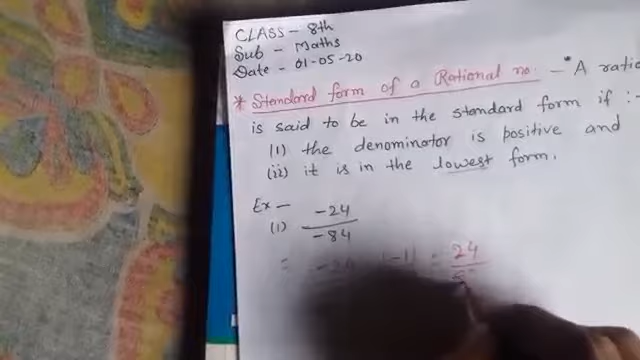 CLASS - 8th
Sub - Maths
Date - 01-05-20
* Standard form of a Rational no. - * A
is said to be in the standard form if :-
(i) the denominator is positive and
(ii) it is in the lowest form.
Ex -
(1) -24
-84
= (-1) = 24